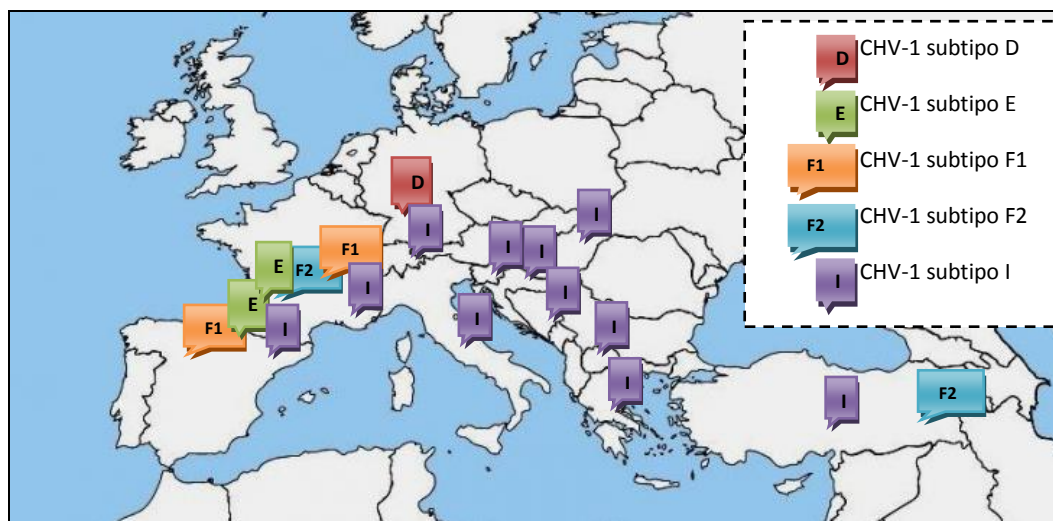 D CHV-1 subtipo D
E CHV-1 subtipo E
F1 CHV-1 subtipo F1
F2 CHV-1 subtipo F2
I CHV-1 subtipo I
D
I
I
I
I
F1
E
F2
I
I
E
F1
I
I
I
I
I
F2